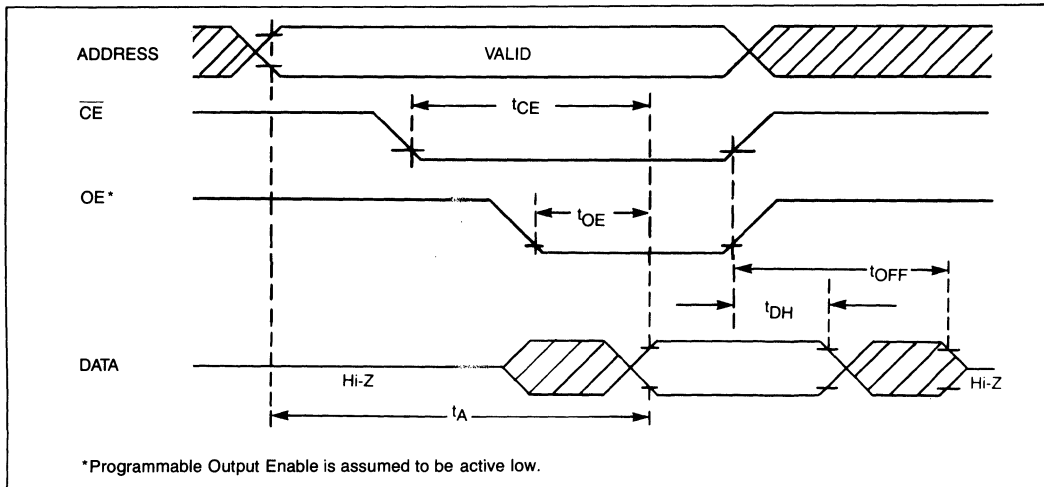 ADDRESS
VALID
tCE
CE
OE*
tOE
tOFF
tDH
DATA
Hi-Z
Hi-Z
tA
*Programmable Output Enable is assumed to be active low.